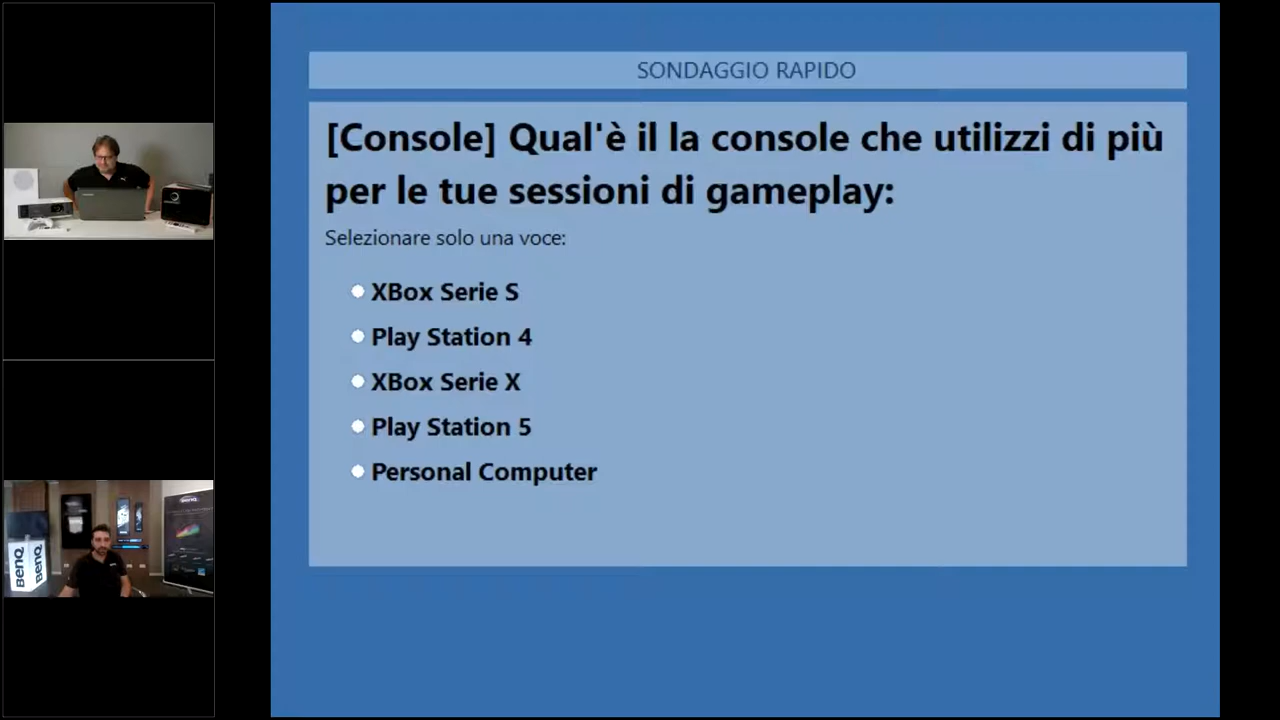 SONDAGGIO RAPIDO
[Console] Qual'è il la console che utilizzi di più
per le tue sessioni di gameplay:
Selezionare solo una voce:
XBox Serie S
Play Station 4
XBox Serie X
Play Station 5
Personal Computer
BenQ
BenQ